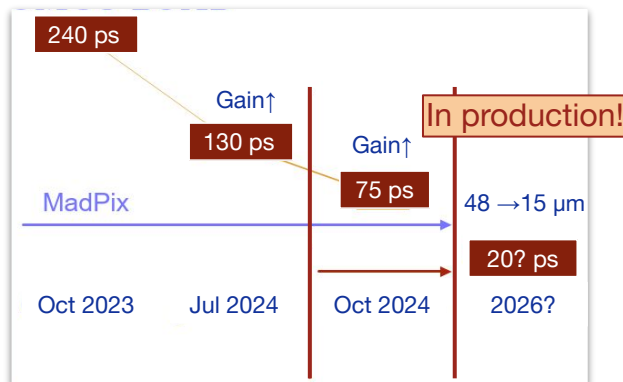 240 ps
Gain↑
In production!
130 ps
Gain↑
75 ps
MadPix
48 →15 µm
20? ps
Oct 2023
Jul 2024
Oct 2024
2026?